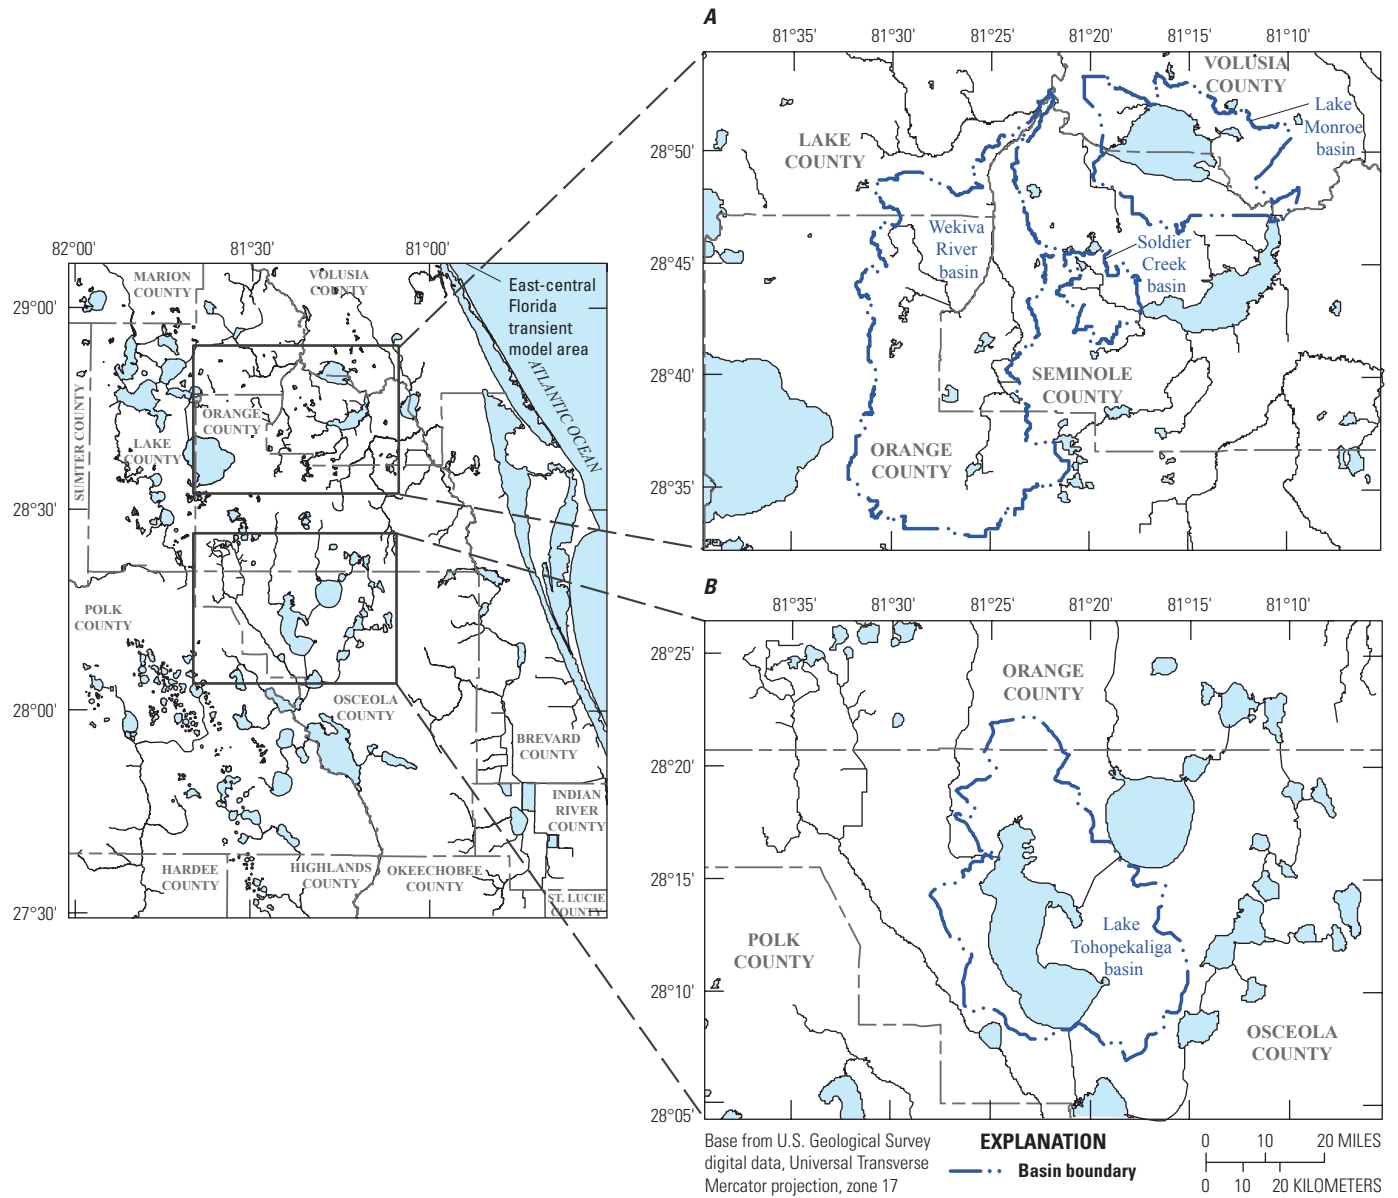 A
81°35' 81°30' 81°25' 81°20' 81°15' 81°10'
VOLUSIA
COUNTY
Lake
Monroe
basin
LAKE
COUNTY
28°50'
Wekiva
River
basin
Soldier
Creek
basin
28°45'
28°40'
SEMINOLE
COUNTY
ORANGE
COUNTY
28°35'
82°00' 81°30' 81°00'
MARION
COUNTY
VOLUSIA
COUNTY
East-central
Florida
transient
model area
29°00'
ATLANTIC OCEAN
SUMTER COUNTY
ORANGE
COUNTY
LAKE
COUNTY
28°30'
POLK
COUNTY
OSCEOLA
COUNTY
28°00'
BREVARD
COUNTY
INDIAN
RIVER
COUNTY
HARDEE
COUNTY
HIGHLANDS
COUNTY
OKEECHOBEE
COUNTY
ST. LUCIE
COUNTY
27°30'
B
81°35' 81°30' 81°25' 81°20' 81°15' 81°10'
28°25'
ORANGE
COUNTY
28°20'
28°15'
POLK
COUNTY
Lake
Tohopekaliga
basin
28°10'
OSCEOLA
COUNTY
28°05'
Base from U.S. Geological Survey
digital data, Universal Transverse
Mercator projection, zone 17
EXPLANATION
Basin boundary
0 10 20 MILES
0 10 20 KILOMETERS